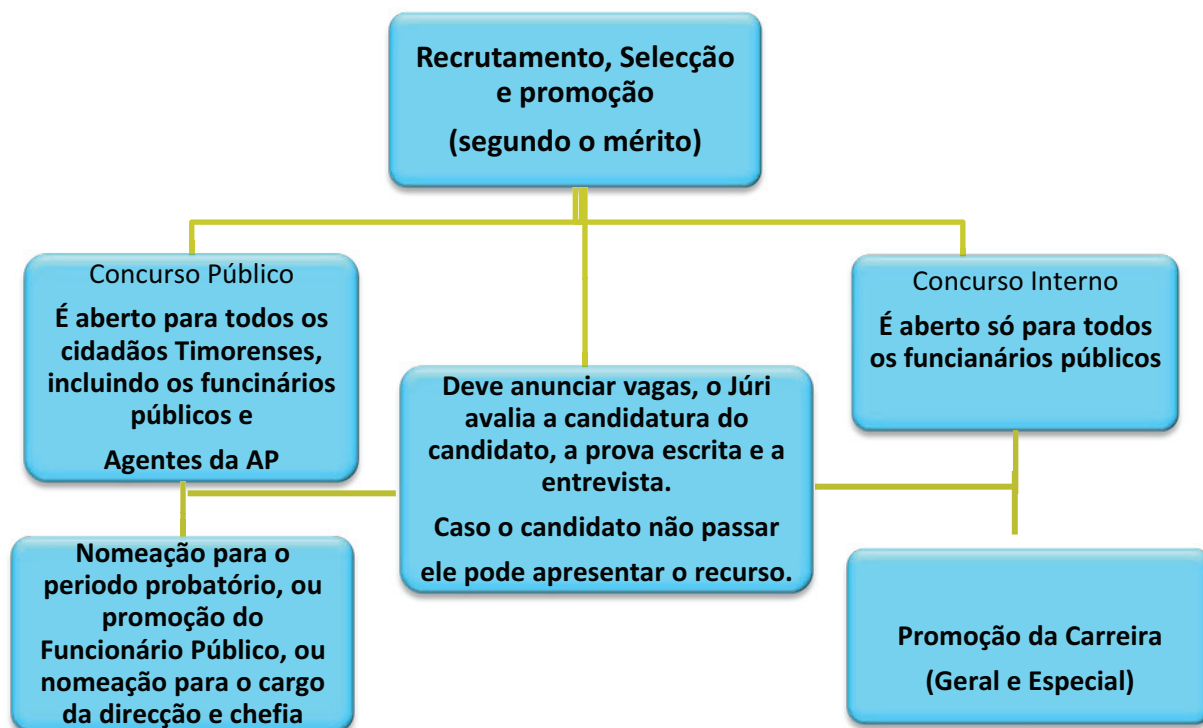 Recrutamento, Selecção
e promoção
(segundo o mérito)
Concurso Público
É aberto para todos os
cidadãos Timorenses,
incluindo os funcinários
públicos e
Agentes da AP
Deve anunciar vagas, o Júri
avalia a candidatura do
candidato, a prova escrita e a
entrevista.
Caso o candidato não passar
ele pode apresentar o recurso.
Concurso Interno
É aberto só para todos
os funcianários públicos
Nomeação para o
periodo probatório, ou
promoção do
Funcionário Público, ou
nomeação para o cargo
da direcção e chefia
Promoção da Carreira
(Geral e Especial)